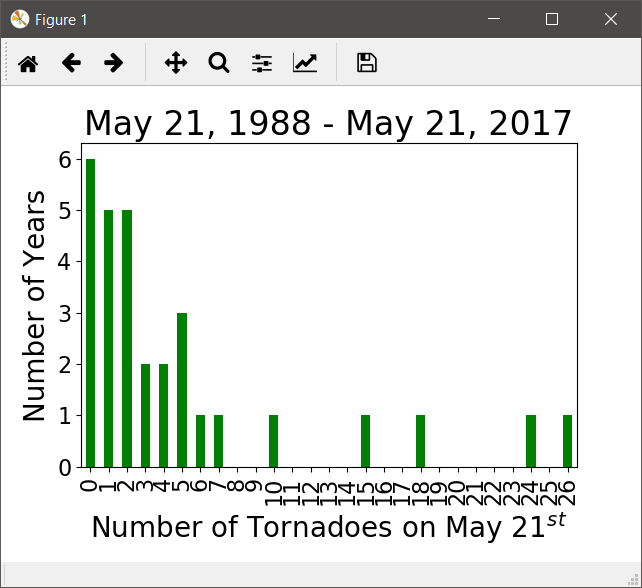 Figure 1
May 21, 1988 - May 21, 2017
Number of Years
6
5
4
3
2
1
0
0 1 2 3 4 5 6 7 8 9 10 11 12 13 14 15 16 17 18 19 20 21 22 23 24 25 26
Number of Tornadoes on May 21st